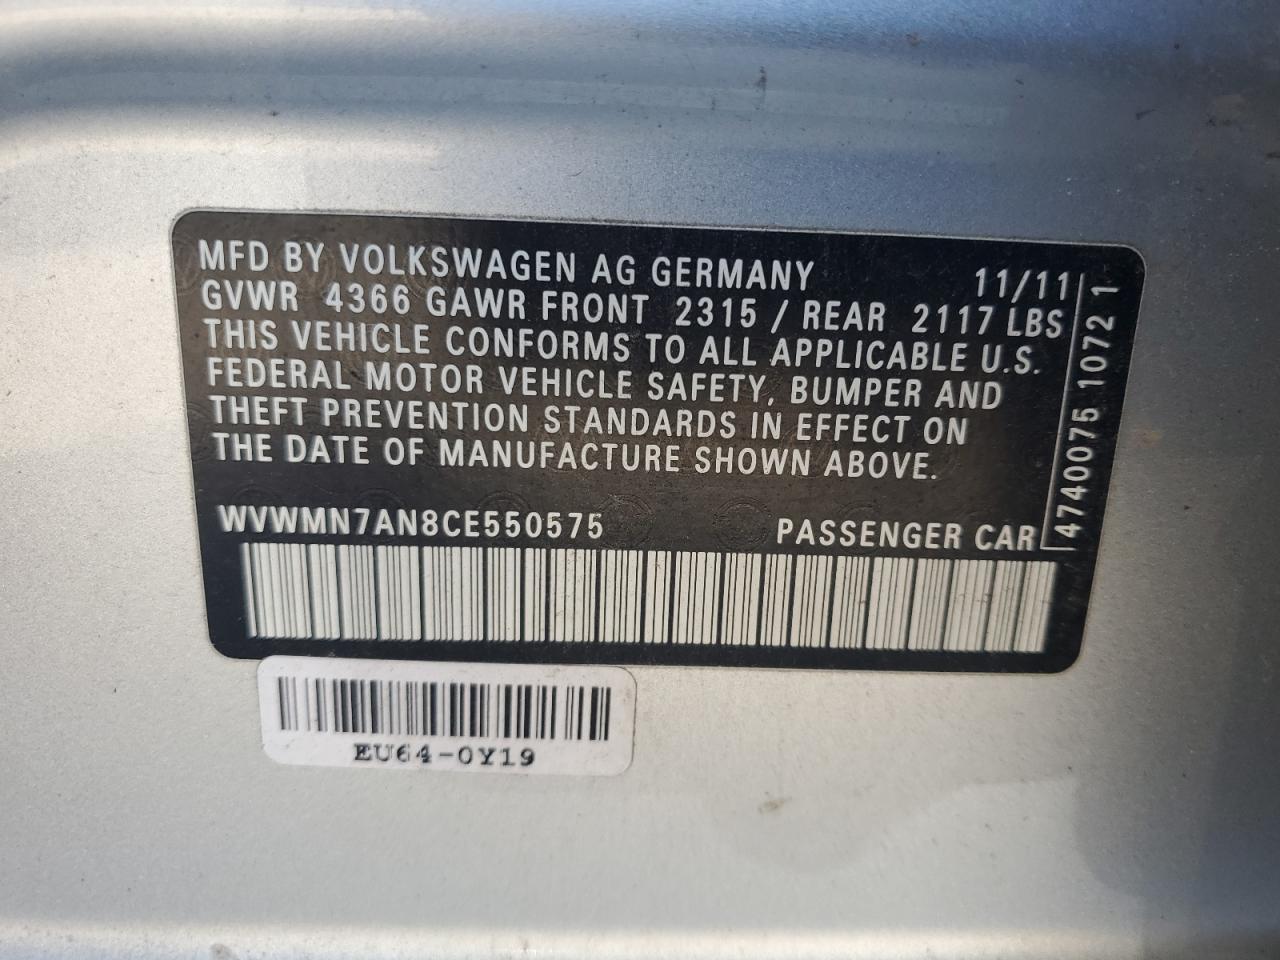 MFD BY VOLKSWAGEN AG GERMANY 11/11
GVWR 4366 GAWR FRONT 2315 / REAR 2117 LBS
THIS VEHICLE CONFORMS TO ALL APPLICABLE U.S.
FEDERAL MOTOR VEHICLE SAFETY, BUMPER AND
THEFT PREVENTION STANDARDS IN EFFECT ON
THE DATE OF MANUFACTURE SHOWN ABOVE.
WVWMN7AN8CE550575 PASSENGER CAR
4740075 1072 1
EU64-0Y19